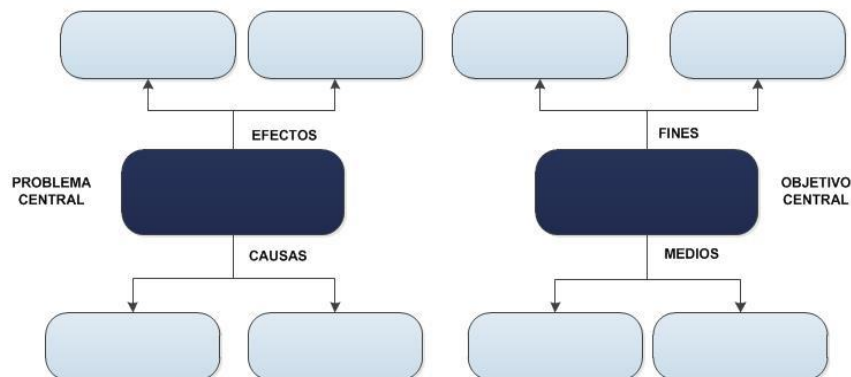 EFECTOS
PROBLEMA
CENTRAL
CAUSAS
FINES
OBJETIVO
CENTRAL
MEDIOS